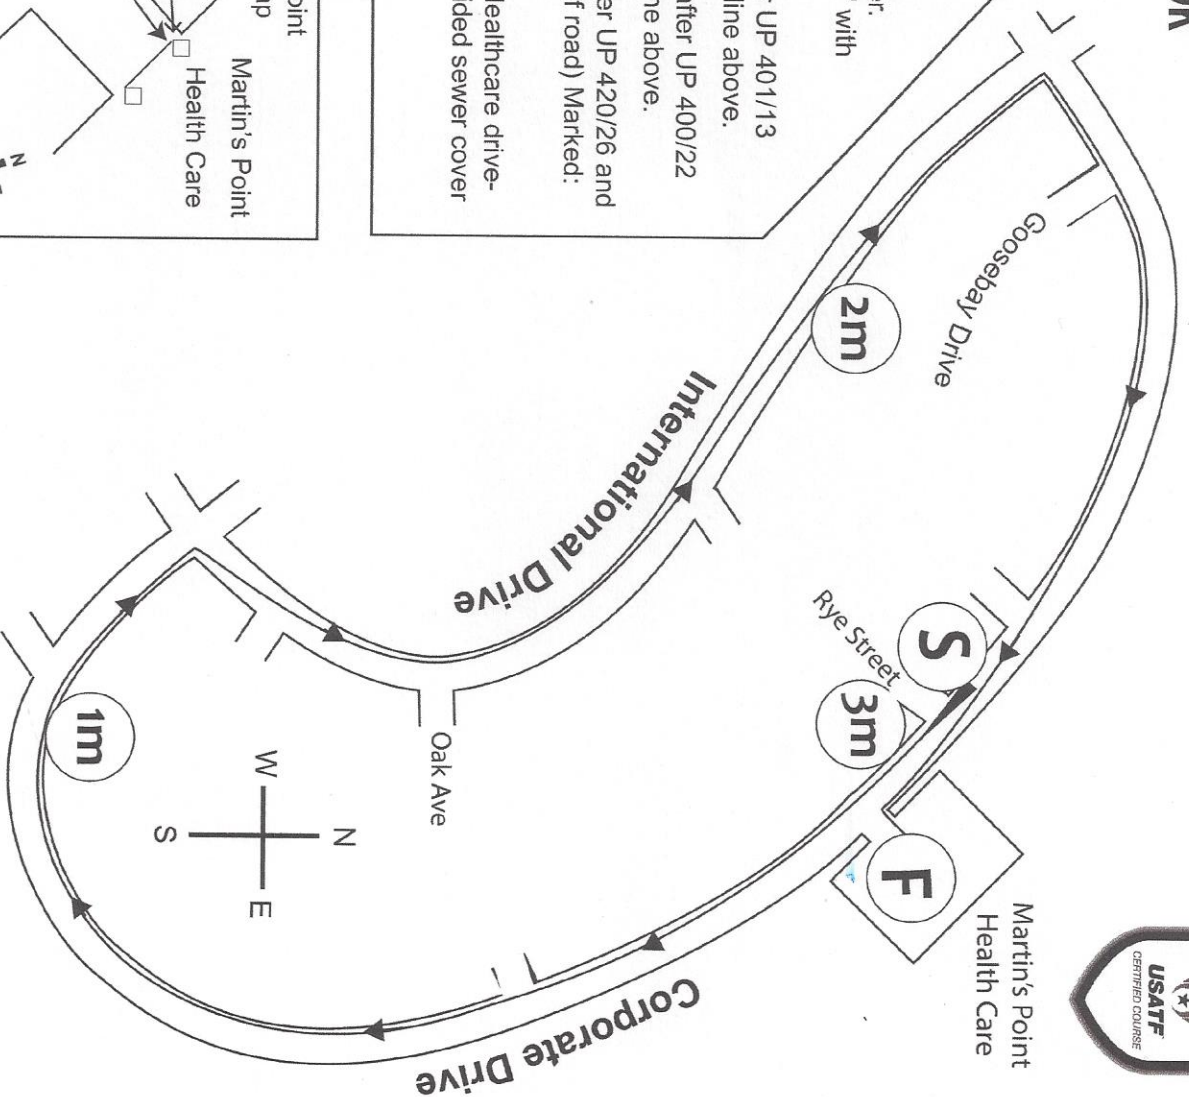 r.
with
UP 401/13
line above.
after UP 400/22
ne above.
er UP 420/26 and
f road) Marked:
Healthcare drive-
ided sewer cover
oint
p
Martin's Point
Health Care
N
Goosebay Drive
2m
International Drive
Rye Street
S
3m
F
Martin's Point
Health Care
USATF
CERTIFIED COURSE
Oak Ave
1m
N
W
E
S
Corporate Drive